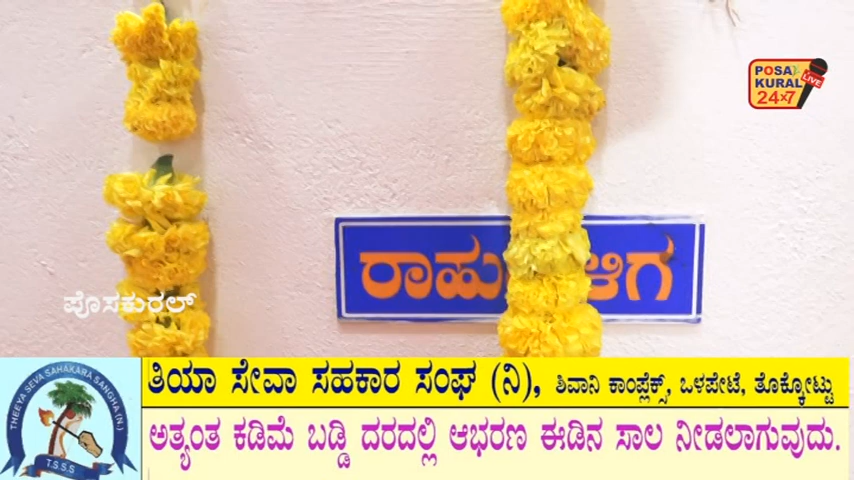 POSA
KURAL
24x7
LIVE
ಪೊಸಕುರಲ್
THEEYA SEVA SAHAKARA SANGHA (N.)
T.S.S.S
ತಿಯಾ ಸೇವಾ ಸಹಕಾರ ಸಂಘ (ನಿ), ಶಿವಾನಿ ಕಾಂಪ್ಲೆಕ್ಸ್, ಒಳಪೇಟೆ, ತೊಕ್ಕೋಟ್ಟು
ಅತ್ಯಂತ ಕಡಿಮೆ ಬಡ್ಡಿ ದರದಲ್ಲಿ ಆಭರಣ ಈಡಿನ ಸಾಲ ನೀಡಲಾಗುವುದು.